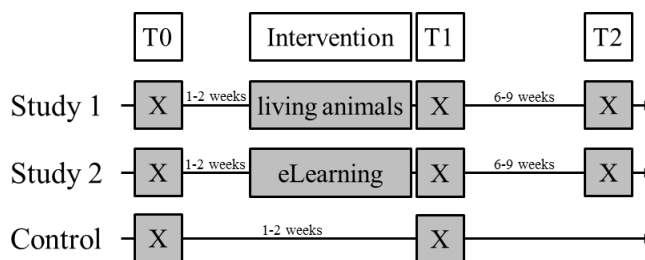 T0 Intervention T1 T2
Study 1 X 1-2 weeks living animals X 6-9 weeks X
Study 2 X 1-2 weeks eLearning X 6-9 weeks X
Control X 1-2 weeks X